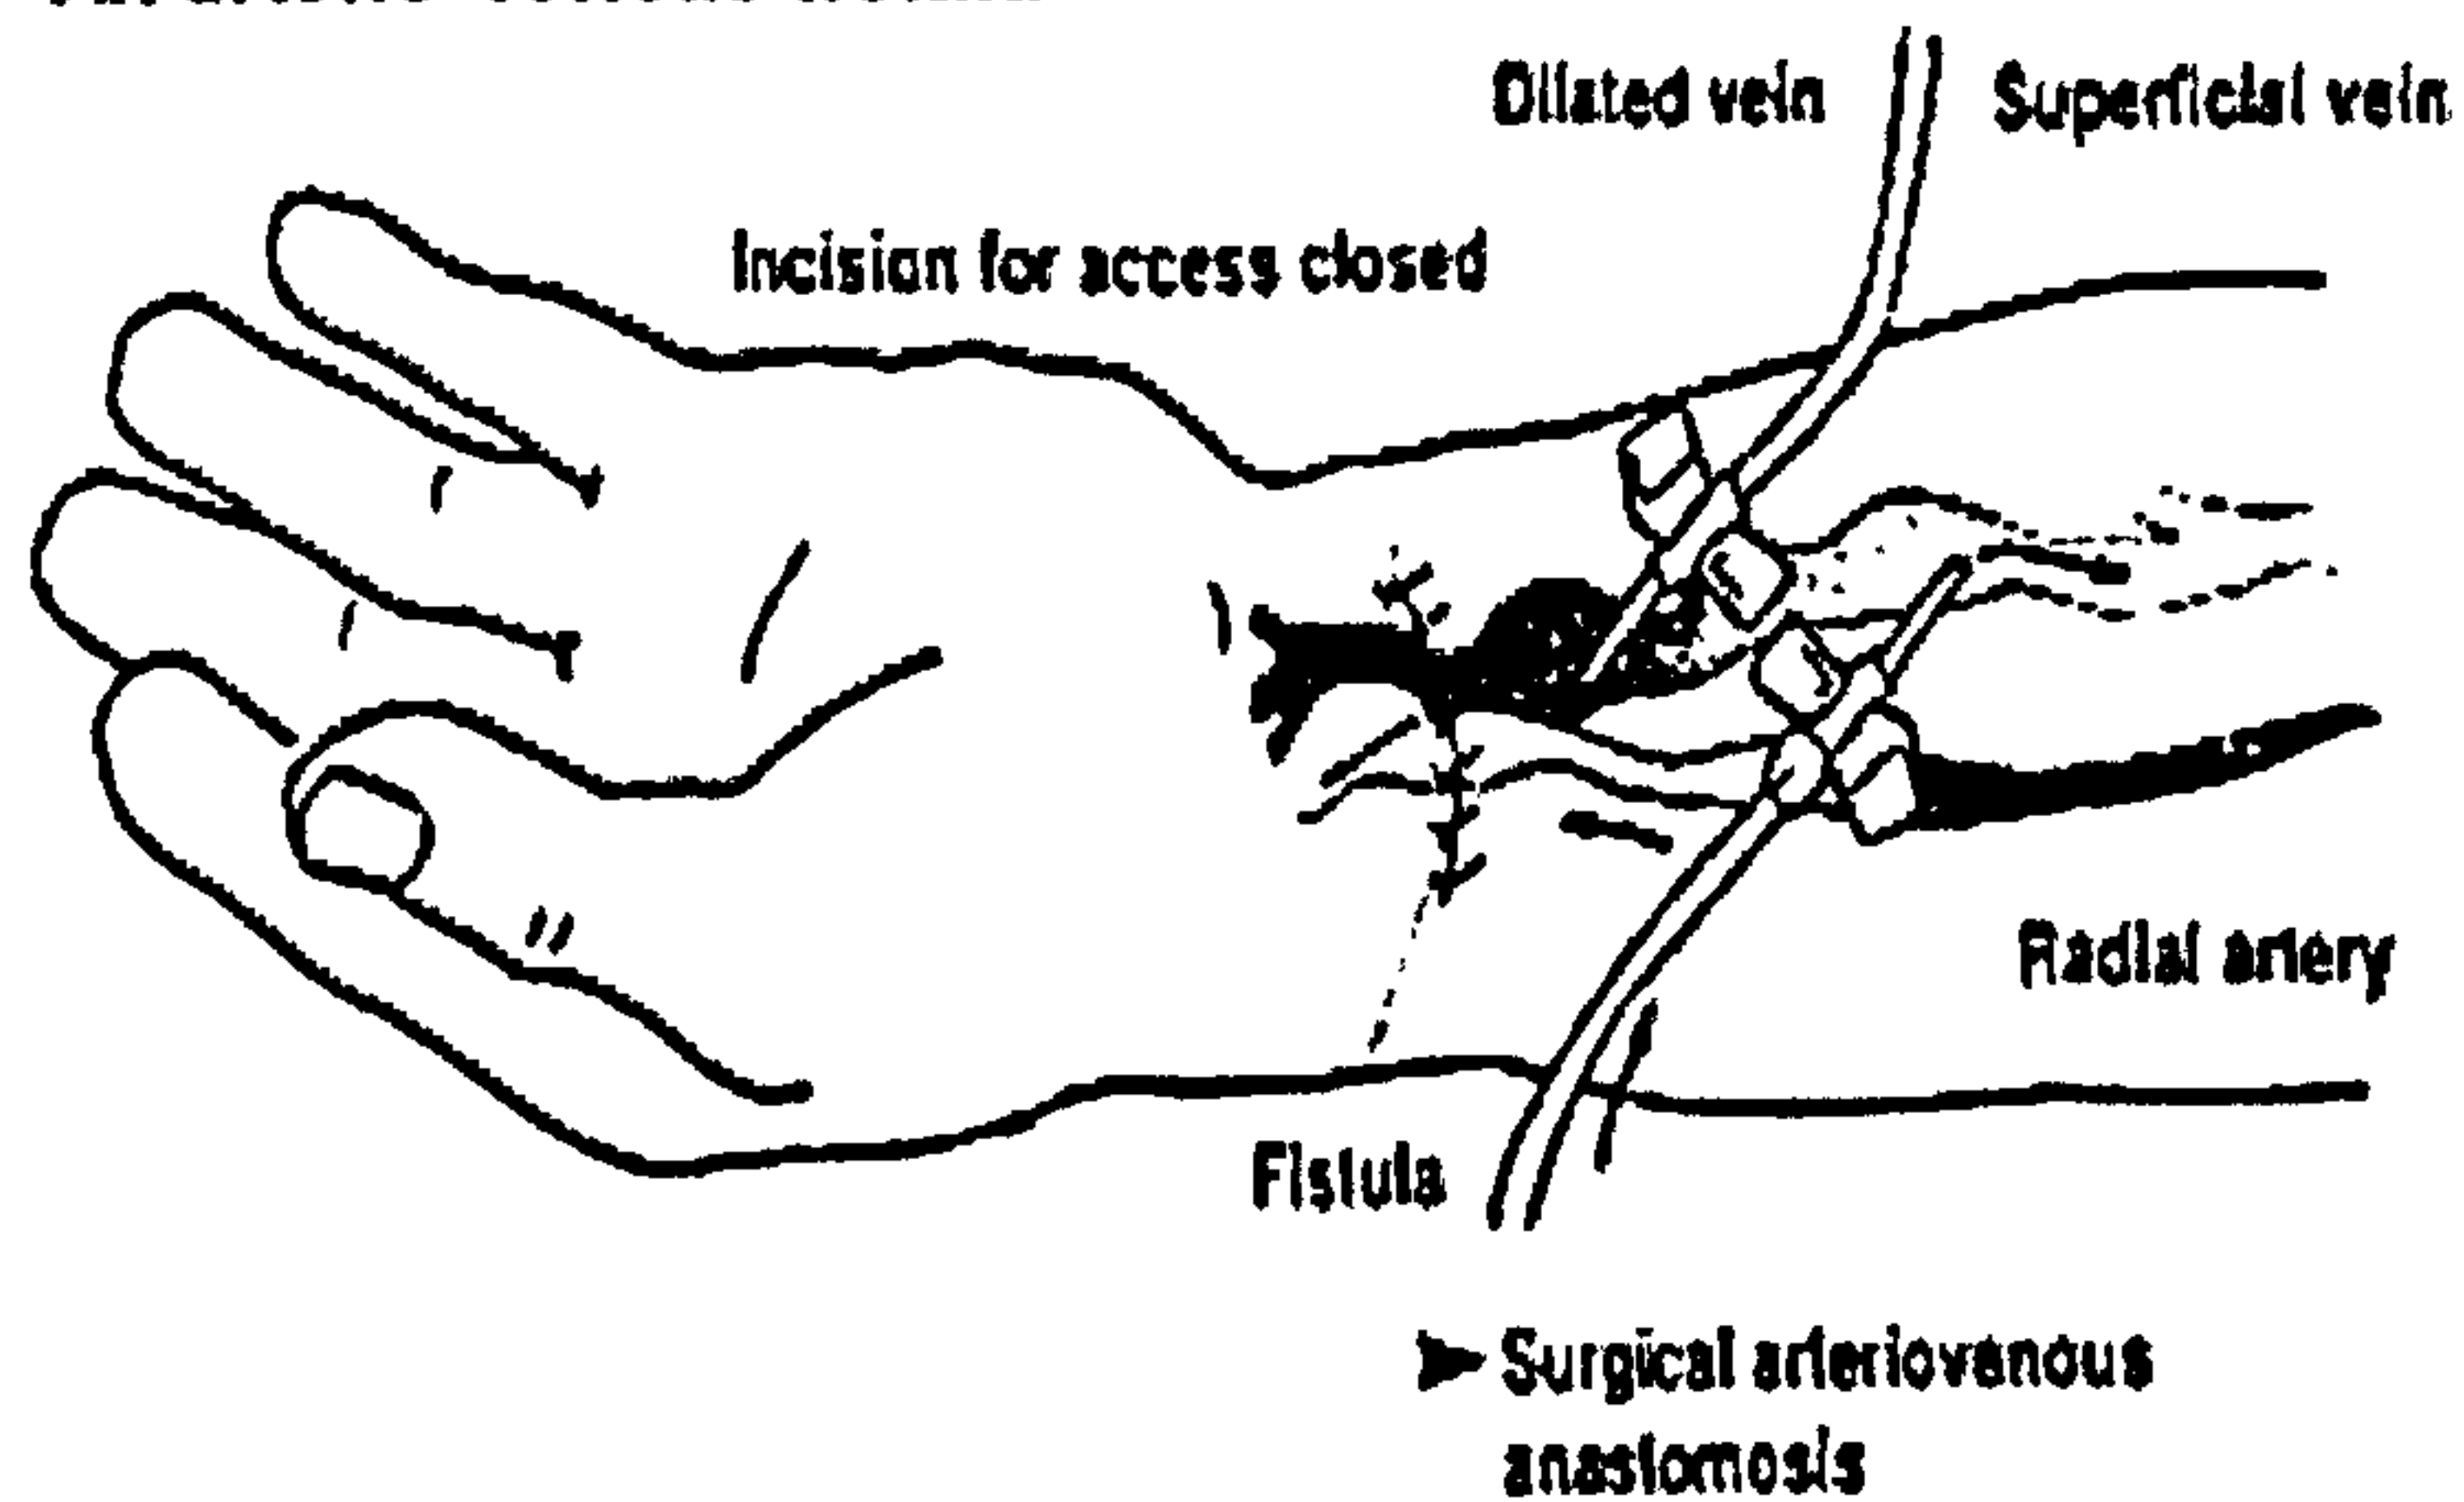 Dilated vein
Superficial vein
Incision for access closed
Radial artery
Fistula
Surgical arteriovenous
anastomosis